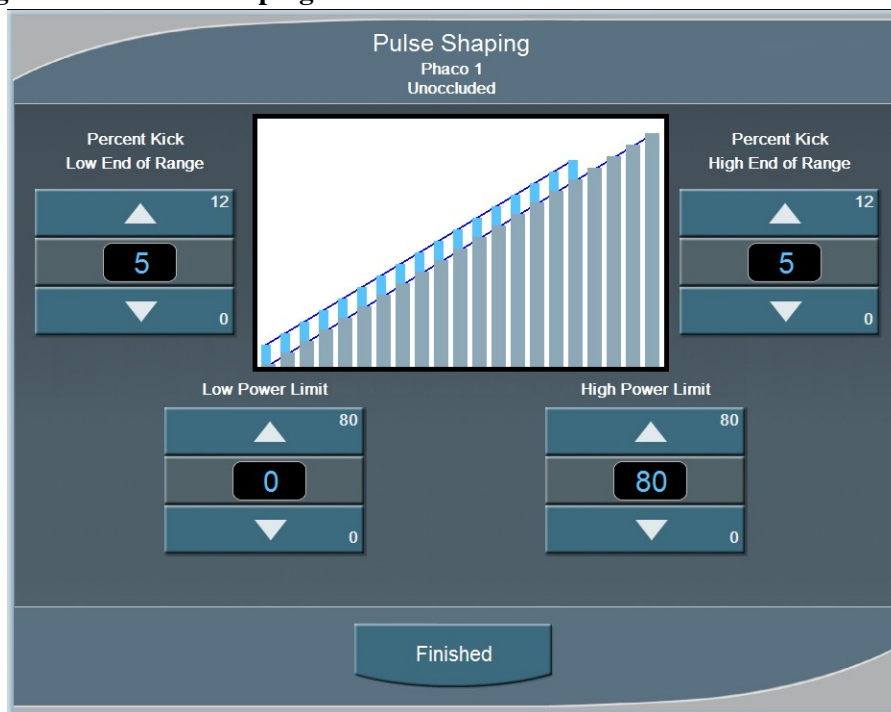 Pulse Shaping
Phaco 1
Unoccluded
Percent Kick
Low End of Range
12
5
0
Percent Kick
High End of Range
12
5
0
Low Power Limit
80
0
0
High Power Limit
80
80
0
Finished